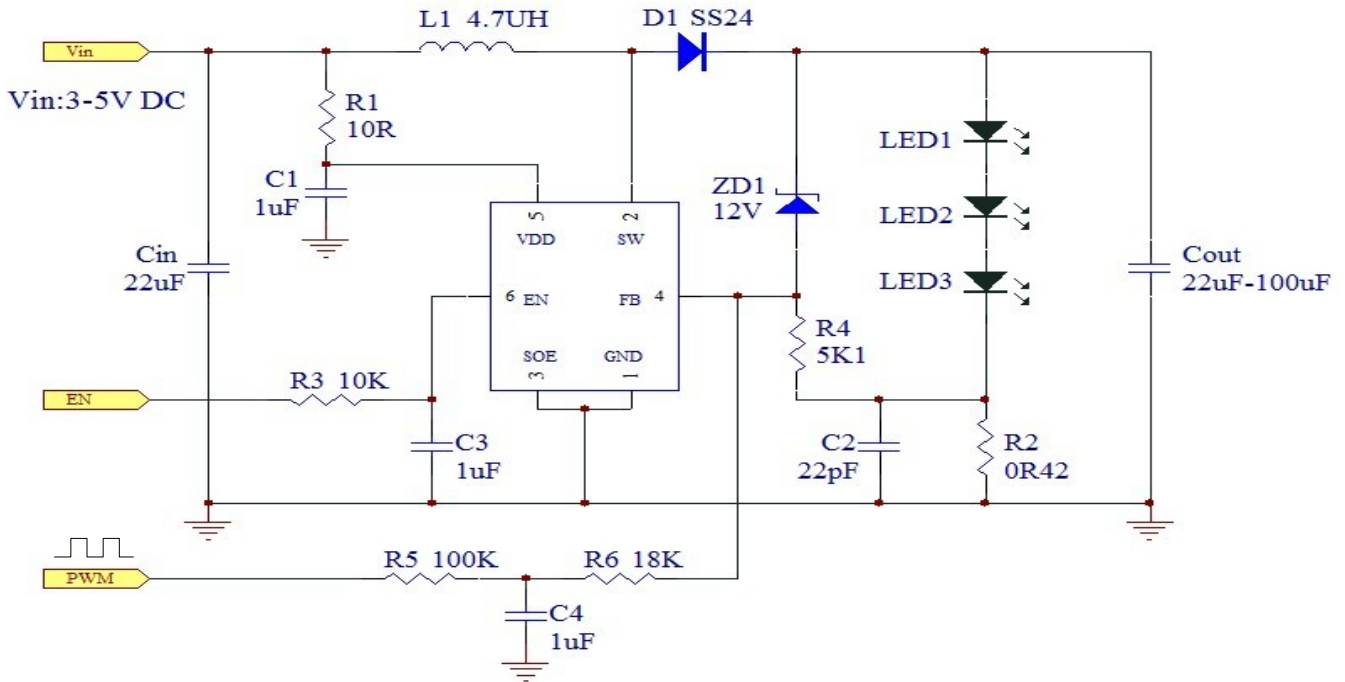 L1 4.7UH
D1 SS24
Vin
Vin:3-5V DC
R1
10R
LED1
C1
1uF
ZD1
12V
5
2
VDD
SW
LED2
Cin
22uF
Cout
22uF-100uF
LED3
6
EN
FB
4
R4
5K1
SOE
GND
3
1
R3 10K
EN
C3
1uF
C2
22pF
R2
0R42
R5 100K
R6 18K
PWM
C4
1uF